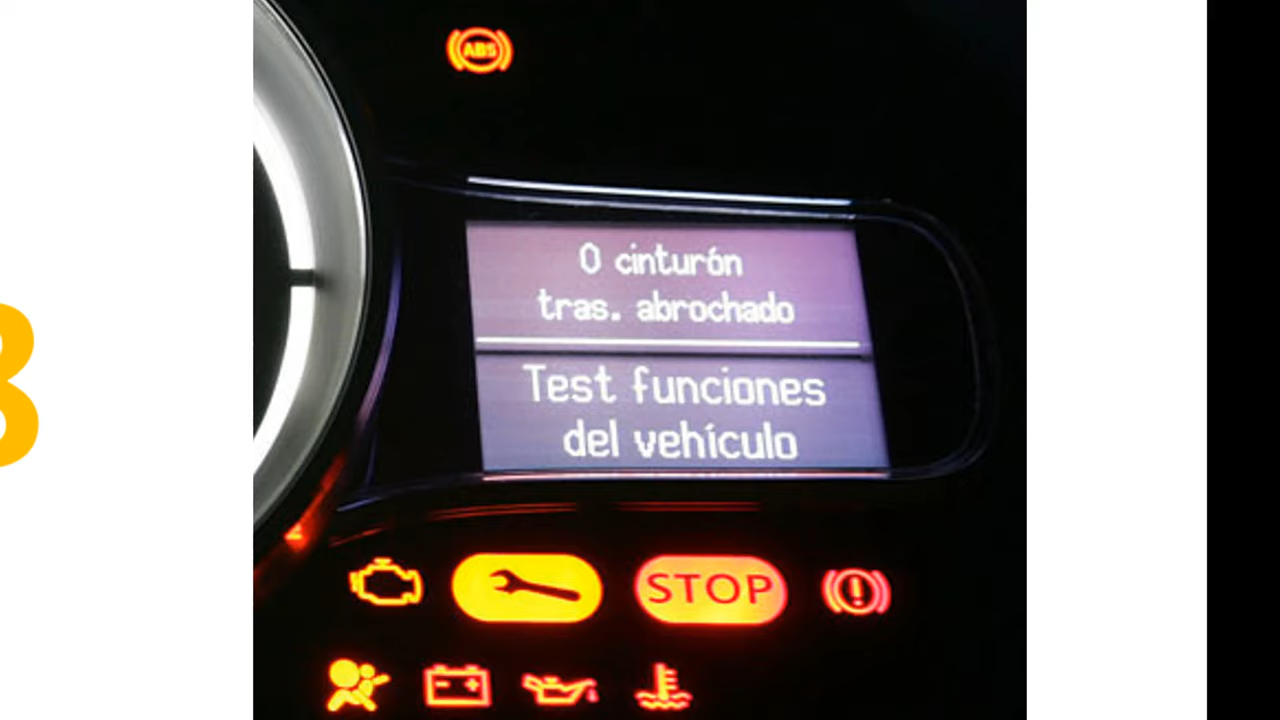 ABS
0 cinturón
tras. abrochado
Test funciones
del vehículo
STOP